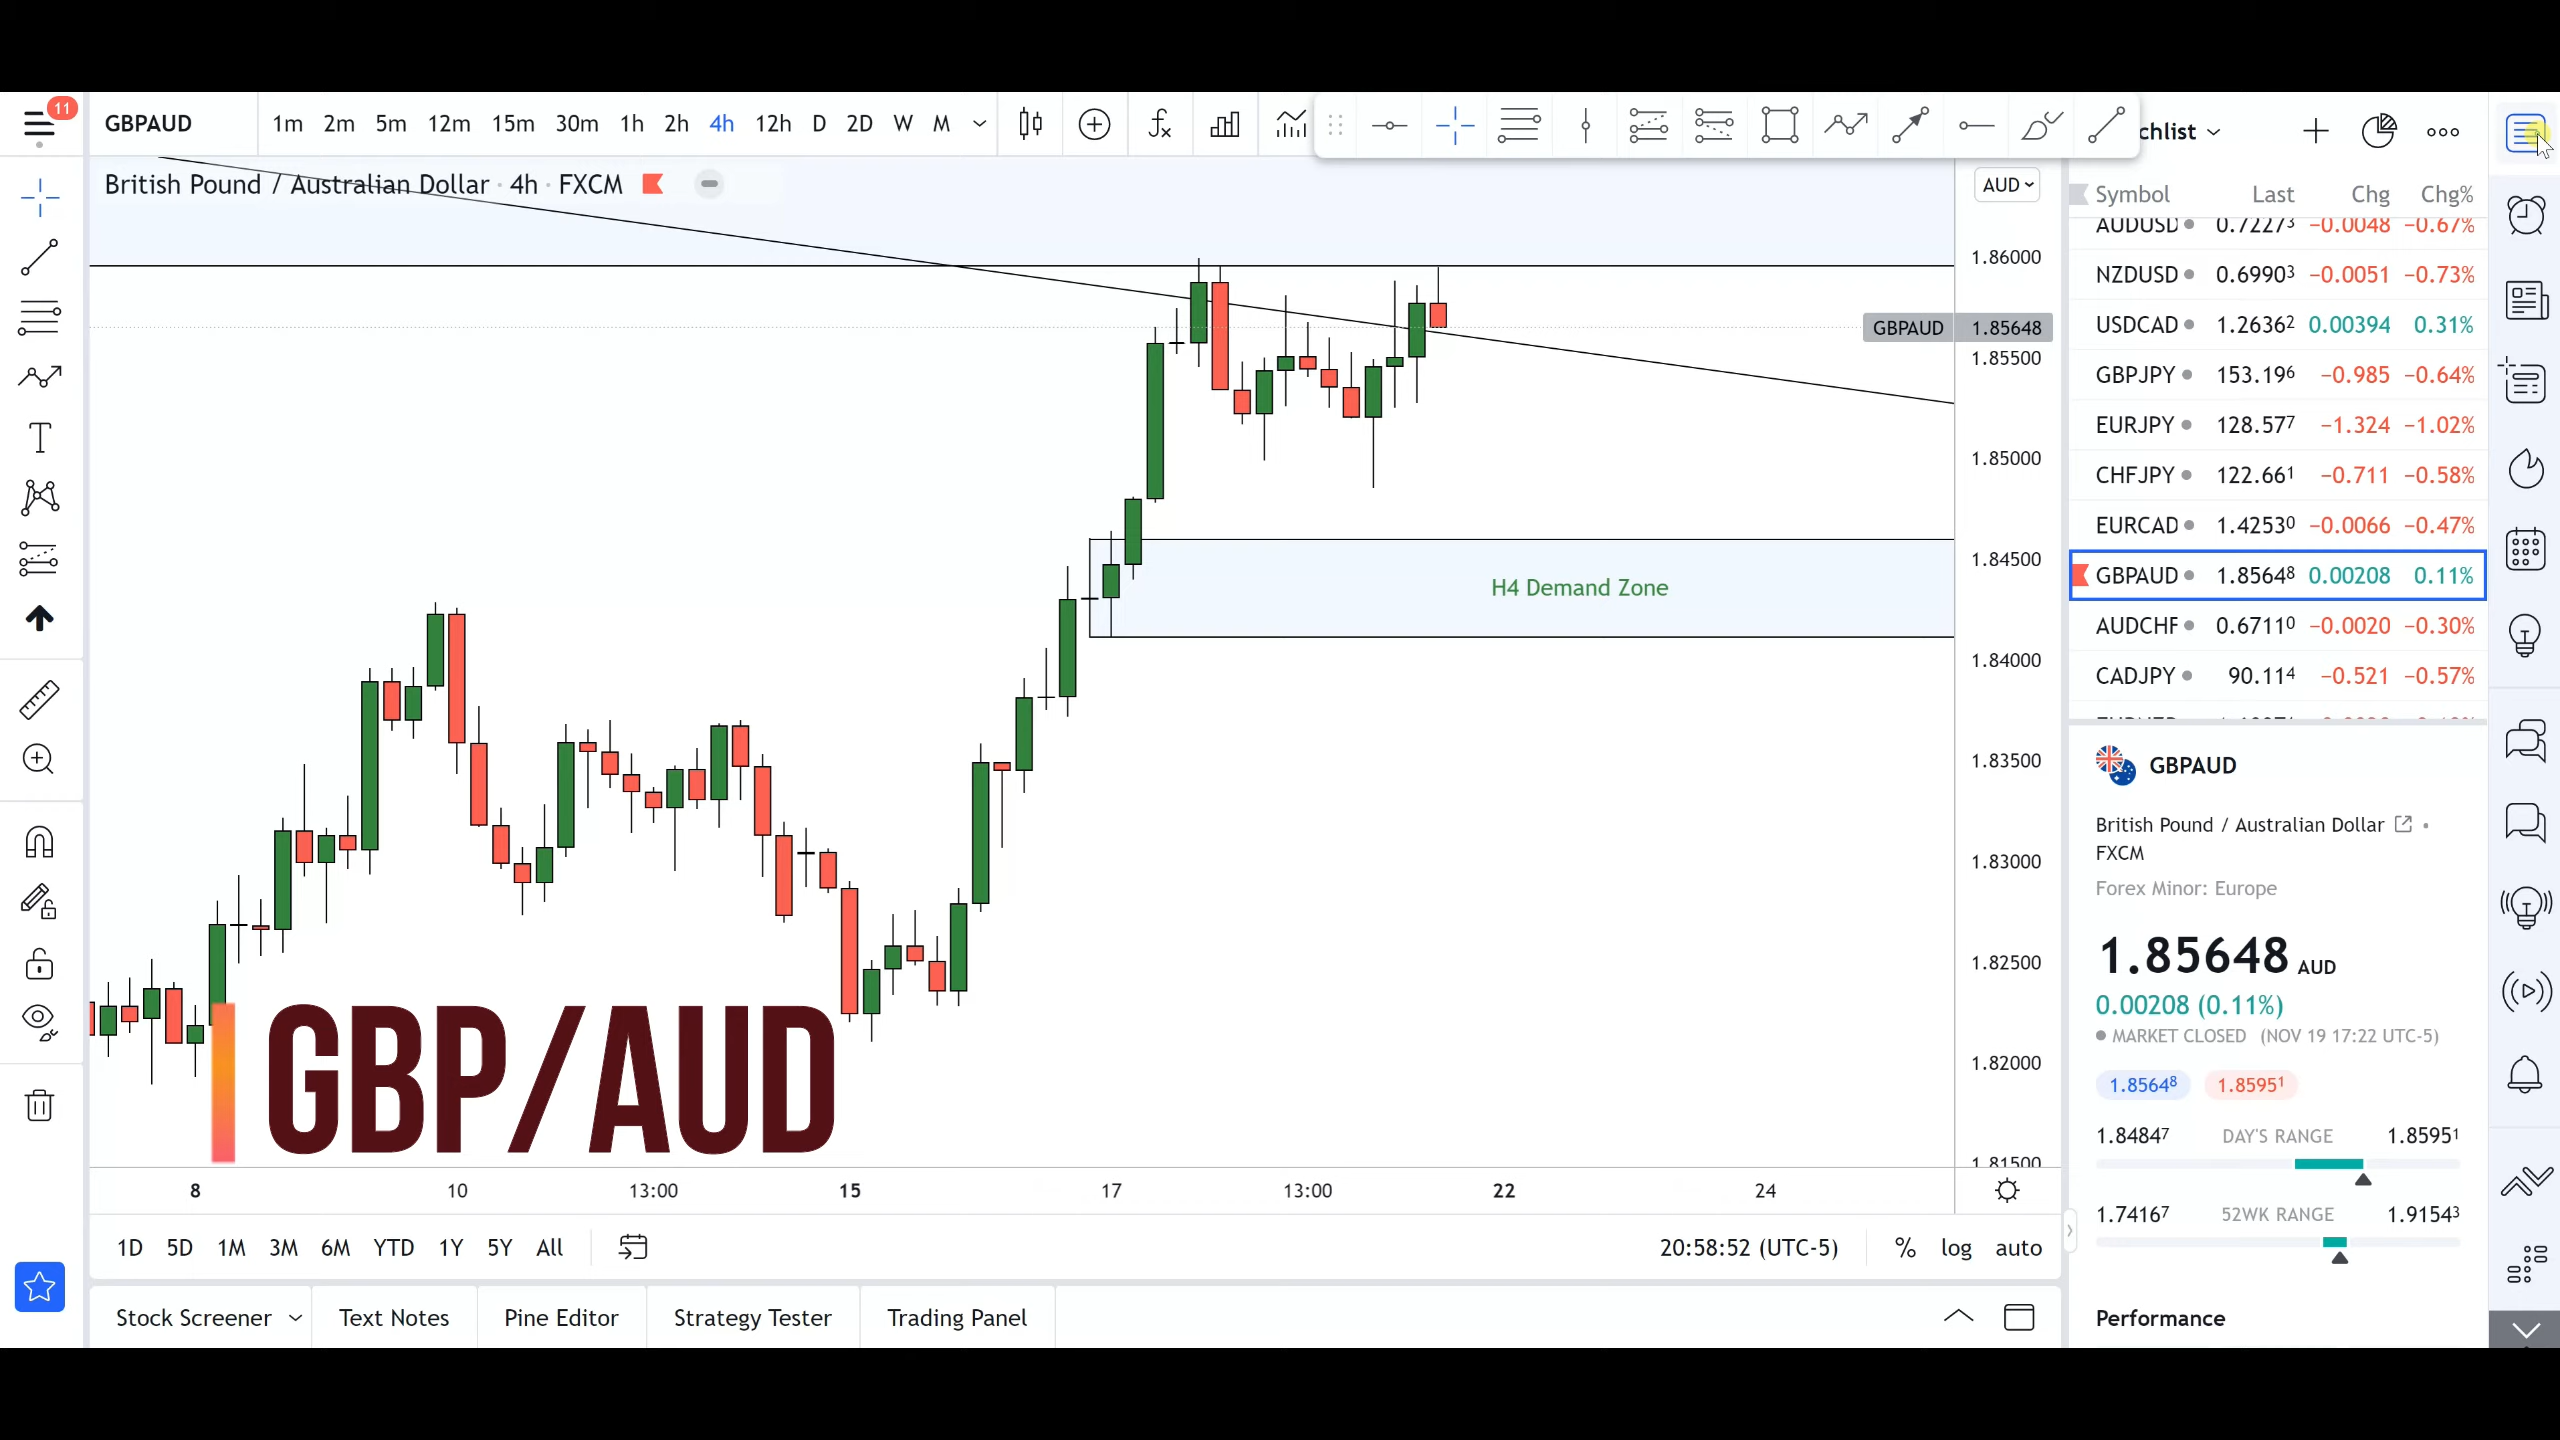 11
GBPAUD 1m 2m 5m 12m 15m 30m 1h 2h 4h 12h D 2D W M
chlist
British Pound / Australian Dollar · 4h · FXCM
AUD
Symbol Last Chg Chg%
AUDUSD 0.72273 −0.0048 −0.67%
NZDUSD 0.69903 −0.0051 −0.73%
USDCAD 1.26362 0.00394 0.31%
GBPJPY 153.196 −0.985 −0.64%
EURJPY 128.577 −1.324 −1.02%
CHFJPY 122.661 −0.711 −0.58%
EURCAD 1.42530 −0.0066 −0.47%
GBPAUD 1.85648 0.00208 0.11%
AUDCHF 0.67110 −0.0020 −0.30%
CADJPY 90.114 −0.521 −0.57%
1.86000
GBPAUD 1.85648
1.85500
1.85000
1.84500
1.84000
1.83500
1.83000
1.82500
1.82000
1.81500
H4 Demand Zone
GBP/AUD
8 10 13:00 15 17 13:00 22 24
1D 5D 1M 3M 6M YTD 1Y 5Y All
20:58:52 (UTC-5) % log auto
Stock Screener Text Notes Pine Editor Strategy Tester Trading Panel
GBPAUD
British Pound / Australian Dollar
FXCM
Forex Minor: Europe
1.85648 AUD
0.00208 (0.11%)
MARKET CLOSED (NOV 19 17:22 UTC-5)
1.85648 1.85951
1.84847 DAY'S RANGE 1.85951
1.74167 52WK RANGE 1.91543
Performance